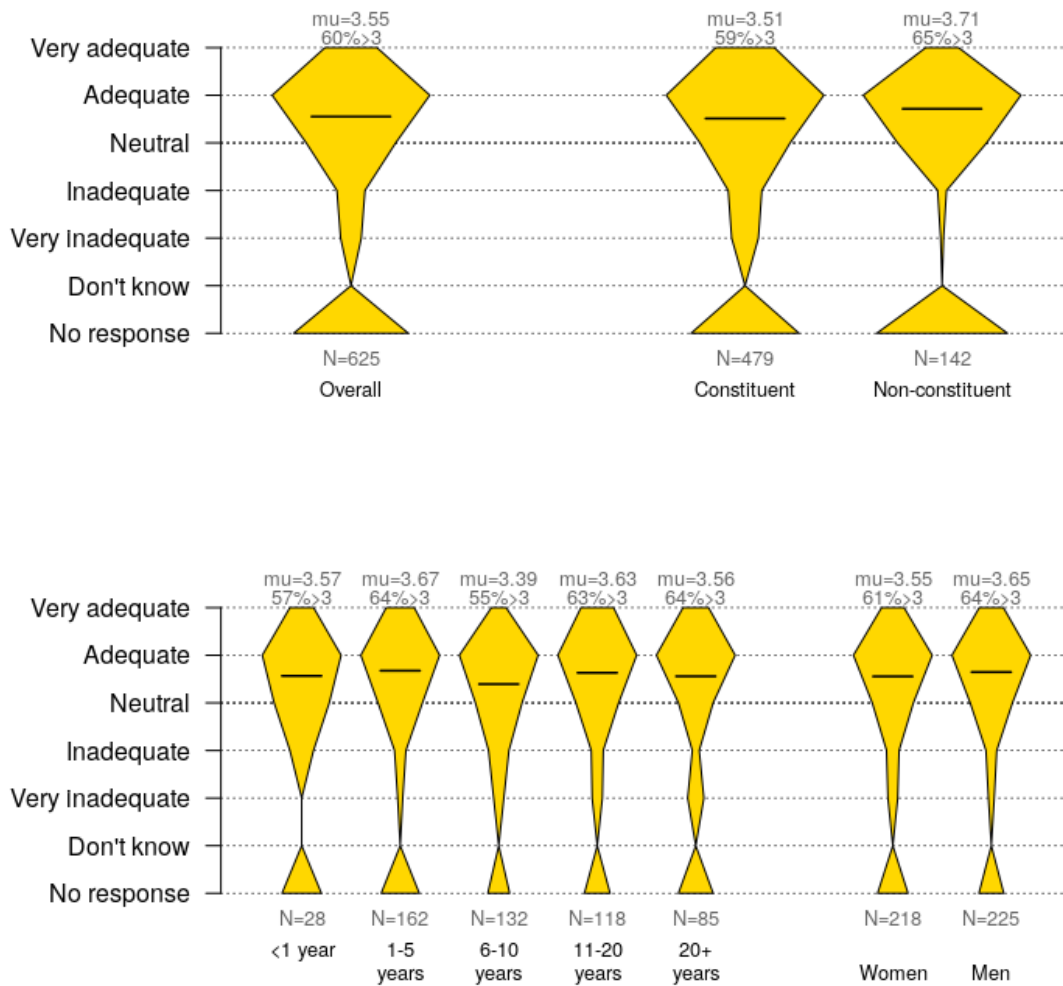 mu=3.55 mu=3.51 mu=3.71
60%>3 59%>3 65%>3
Very adequate
Adequate
Neutral
Inadequate
Very inadequate
Don't know
No response
N=625 N=479 N=142
Overall Constituent Non-constituent
mu=3.57 mu=3.67 mu=3.39 mu=3.63 mu=3.56 mu=3.55 mu=3.65
57%>3 64%>3 55%>3 63%>3 64%>3 61%>3 64%>3
Very adequate
Adequate
Neutral
Inadequate
Very inadequate
Don't know
No response
N=28 N=162 N=132 N=118 N=85 N=218 N=225
<1 year 1-5 6-10 11-20 20+
years years years years Women Men